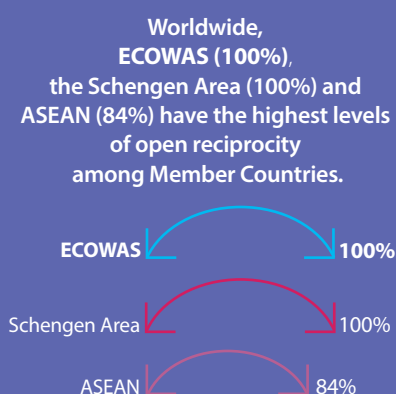 Worldwide,
ECOWAS (100%),
the Schengen Area (100%) and
ASEAN (84%) have the highest levels
of open reciprocity
among Member Countries.
ECOWAS 100%
Schengen Area 100%
ASEAN 84%